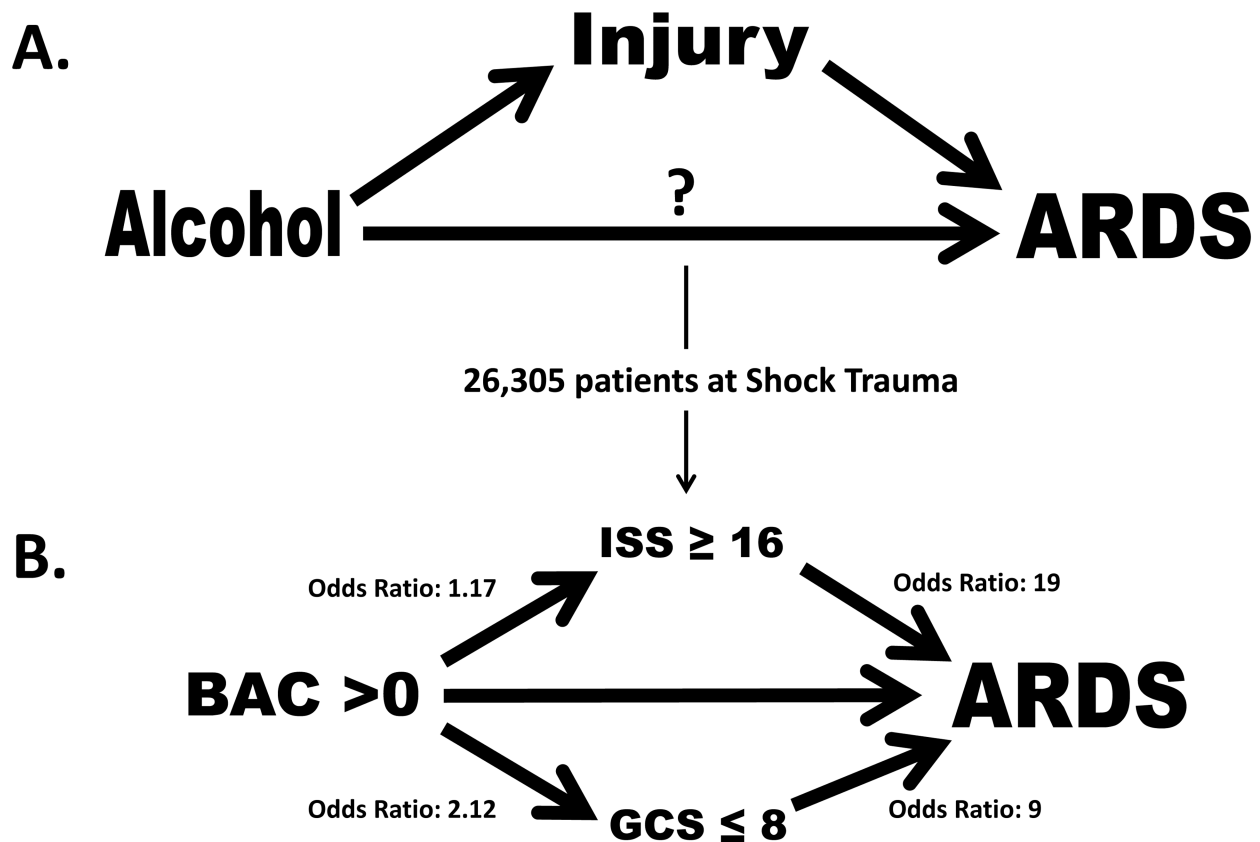 A.
Injury
?
Alcohol
ARDS
26,305 patients at Shock Trauma
B.
ISS ≥ 16
Odds Ratio: 1.17
Odds Ratio: 19
BAC >0
ARDS
Odds Ratio: 2.12
GCS ≤ 8
Odds Ratio: 9